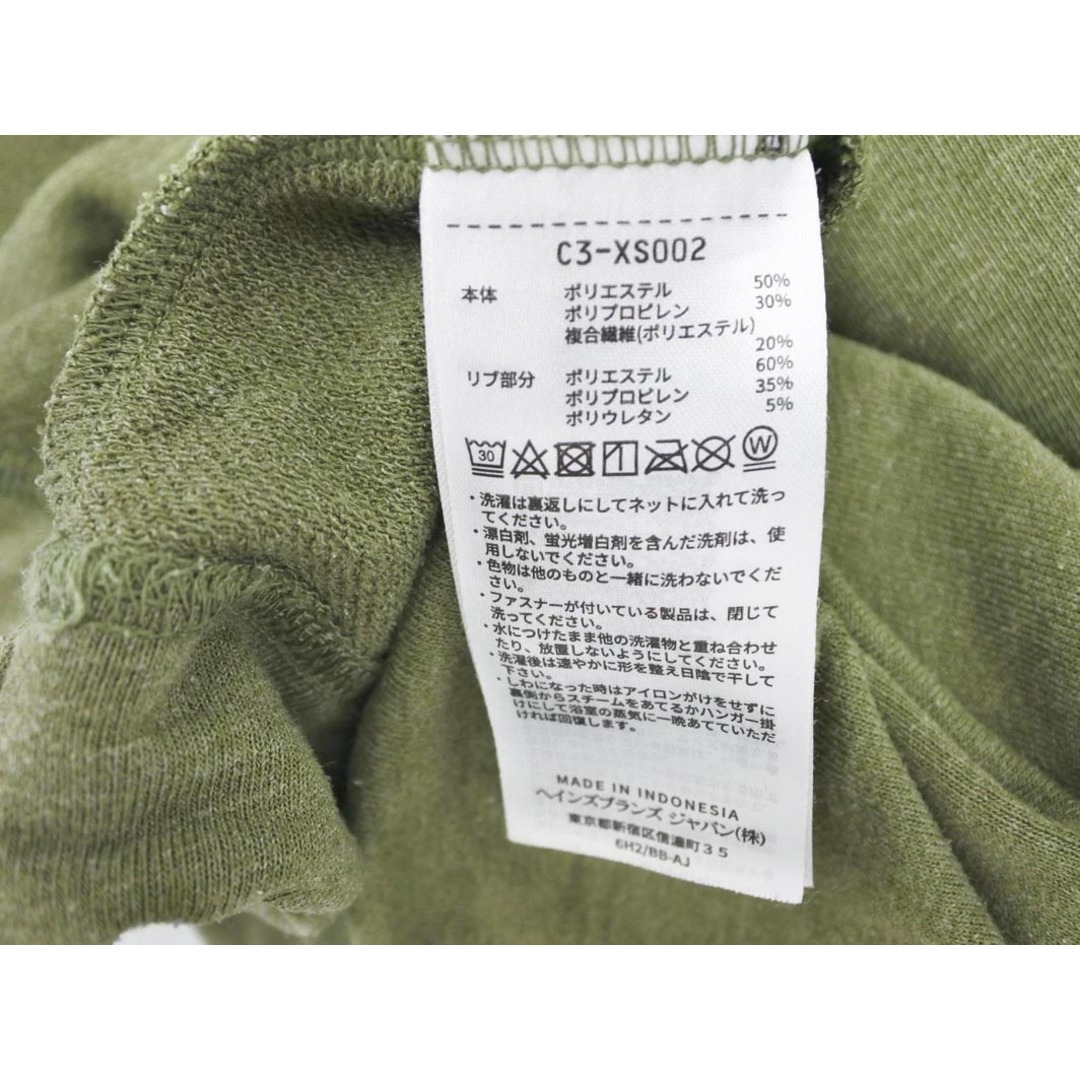 C3-XS002
本体 ポリエステル 50%
ポリプロピレン 30%
複合繊維(ポリエステル)
20%
リブ部分 ポリエステル 60%
ポリプロピレン 35%
ポリウレタン 5%
30 W
・洗濯は裏返しにしてネットに入れて洗っ
てください。
・漂白剤、蛍光増白剤を含んだ洗剤は、使
用しないでください。
・色物は他のものと一緒に洗わないでくだ
さい。
・ファスナーが付いている製品は、閉じて
洗ってください。
・水につけたまま他の洗濯物と重ね合わせ
たり、放置しないようにしてください。
・洗濯後は速やかに形を整え日陰で干して
下さい。
・しわになった時はアイロンがけをせずに
裏側からスチームをあてるかハンガー掛
けにして浴室の蒸気に一晩あてていただ
ければ回復します。
MADE IN INDONESIA
ヘインズブランズ ジャパン(株)
東京都新宿区信濃町35
6H2/BB-AJ